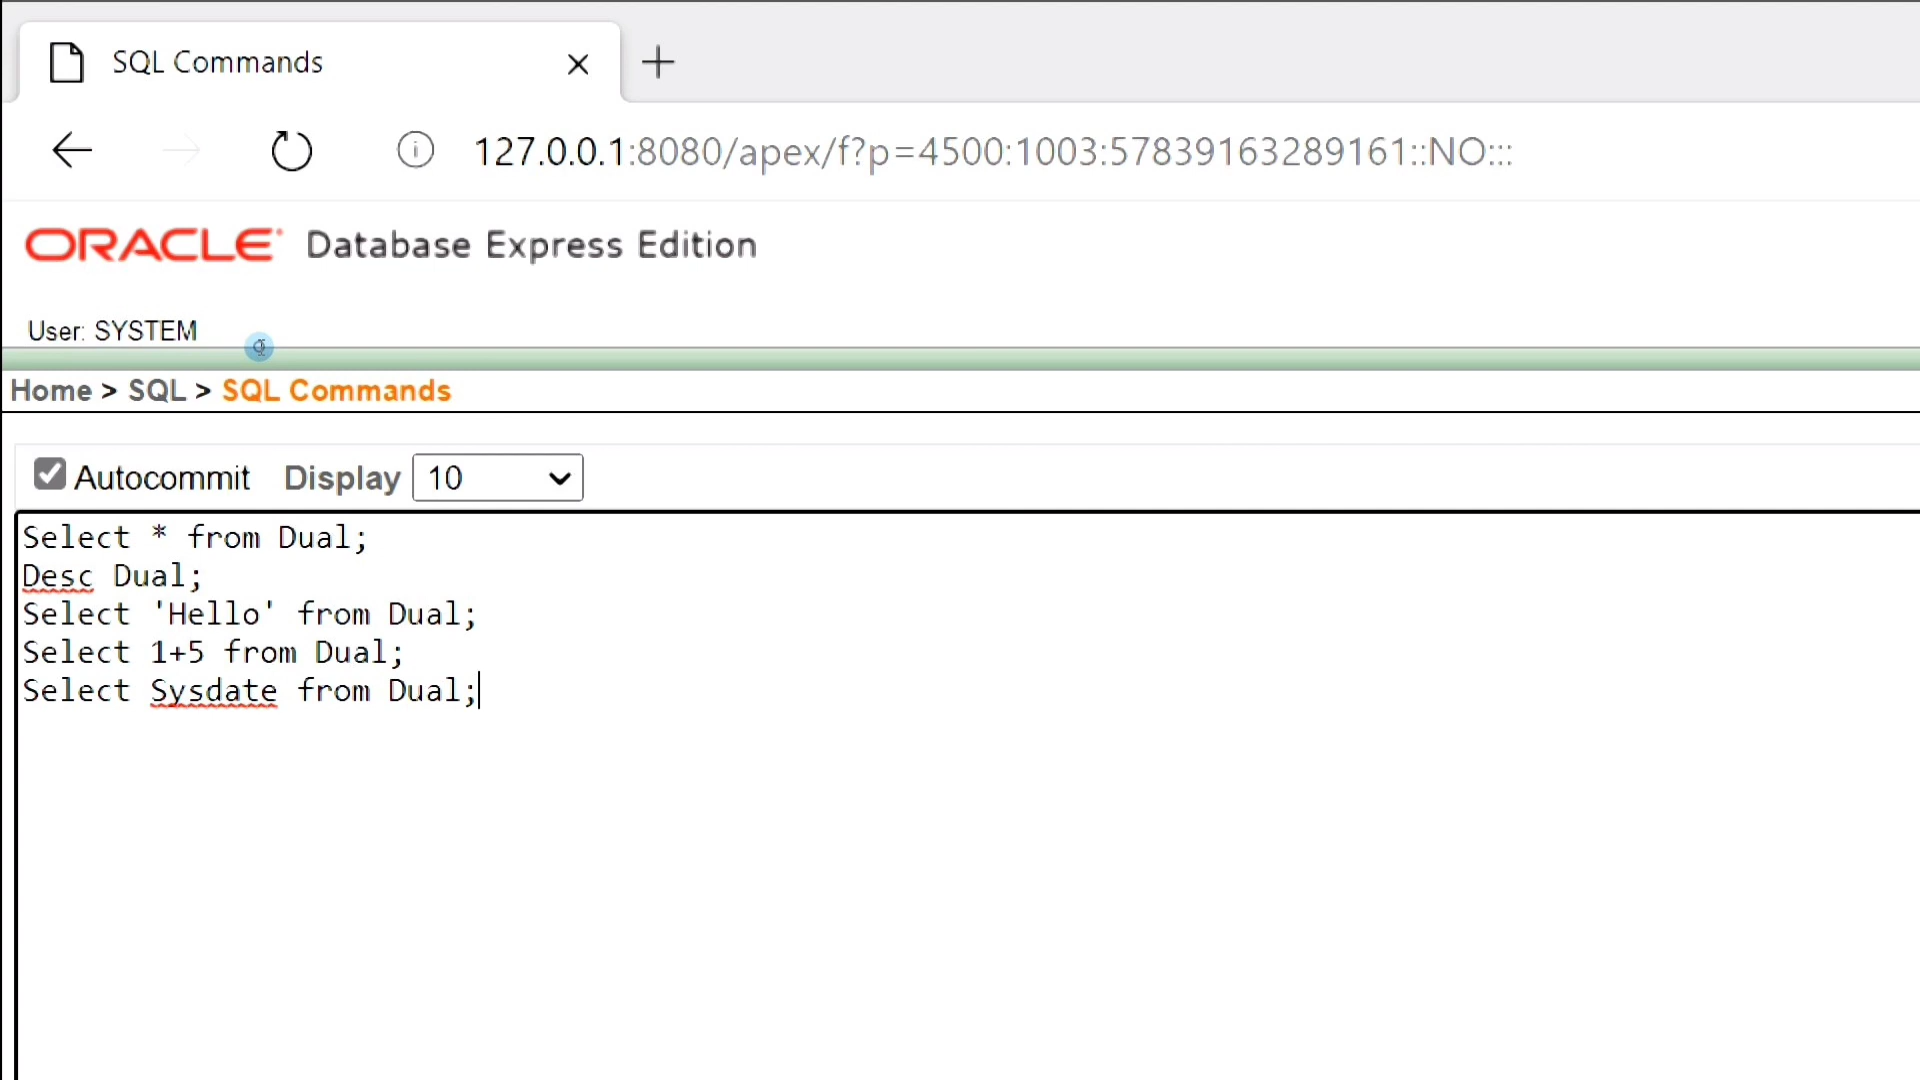 SQL Commands
127.0.0.1:8080/apex/f?p=4500:1003:57839163289161::NO:::
ORACLE Database Express Edition
User: SYSTEM
Home > SQL > SQL Commands
Autocommit Display 10
Select * from Dual;
Desc Dual;
Select 'Hello' from Dual;
Select 1+5 from Dual;
Select Sysdate from Dual;